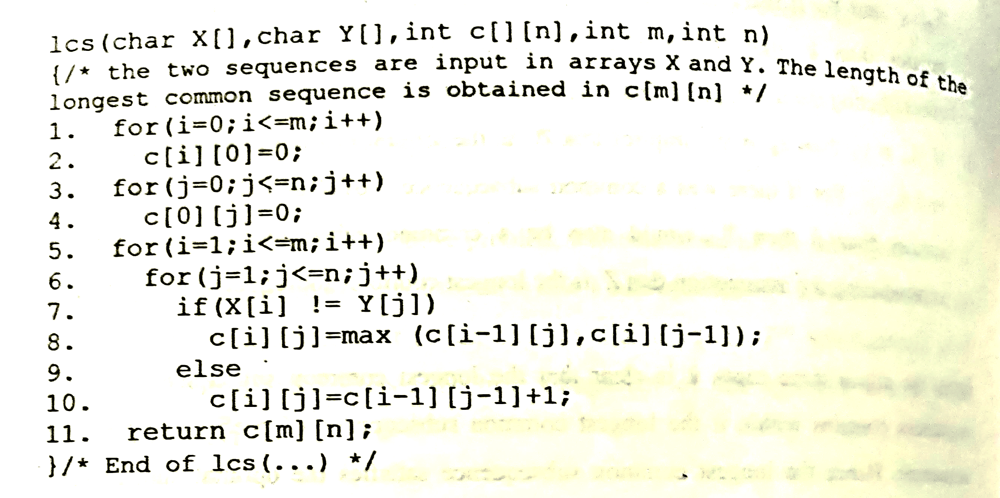 lcs(char X[],char Y[],int c[][n],int m,int n)
{/* the two sequences are input in arrays X and Y. The length of the
longest common sequence is obtained in c[m][n] */
1. for(i=0;i<=m;i++)
2. c[i][0]=0;
3. for(j=0;j<=n;j++)
4. c[0][j]=0;
5. for(i=1;i<=m;i++)
6. for(j=1;j<=n;j++)
7. if(X[i] != Y[j])
8. c[i][j]=max (c[i-1][j],c[i][j-1]);
9. else
10. c[i][j]=c[i-1][j-1]+1;
11. return c[m][n];
}/* End of lcs(...) */